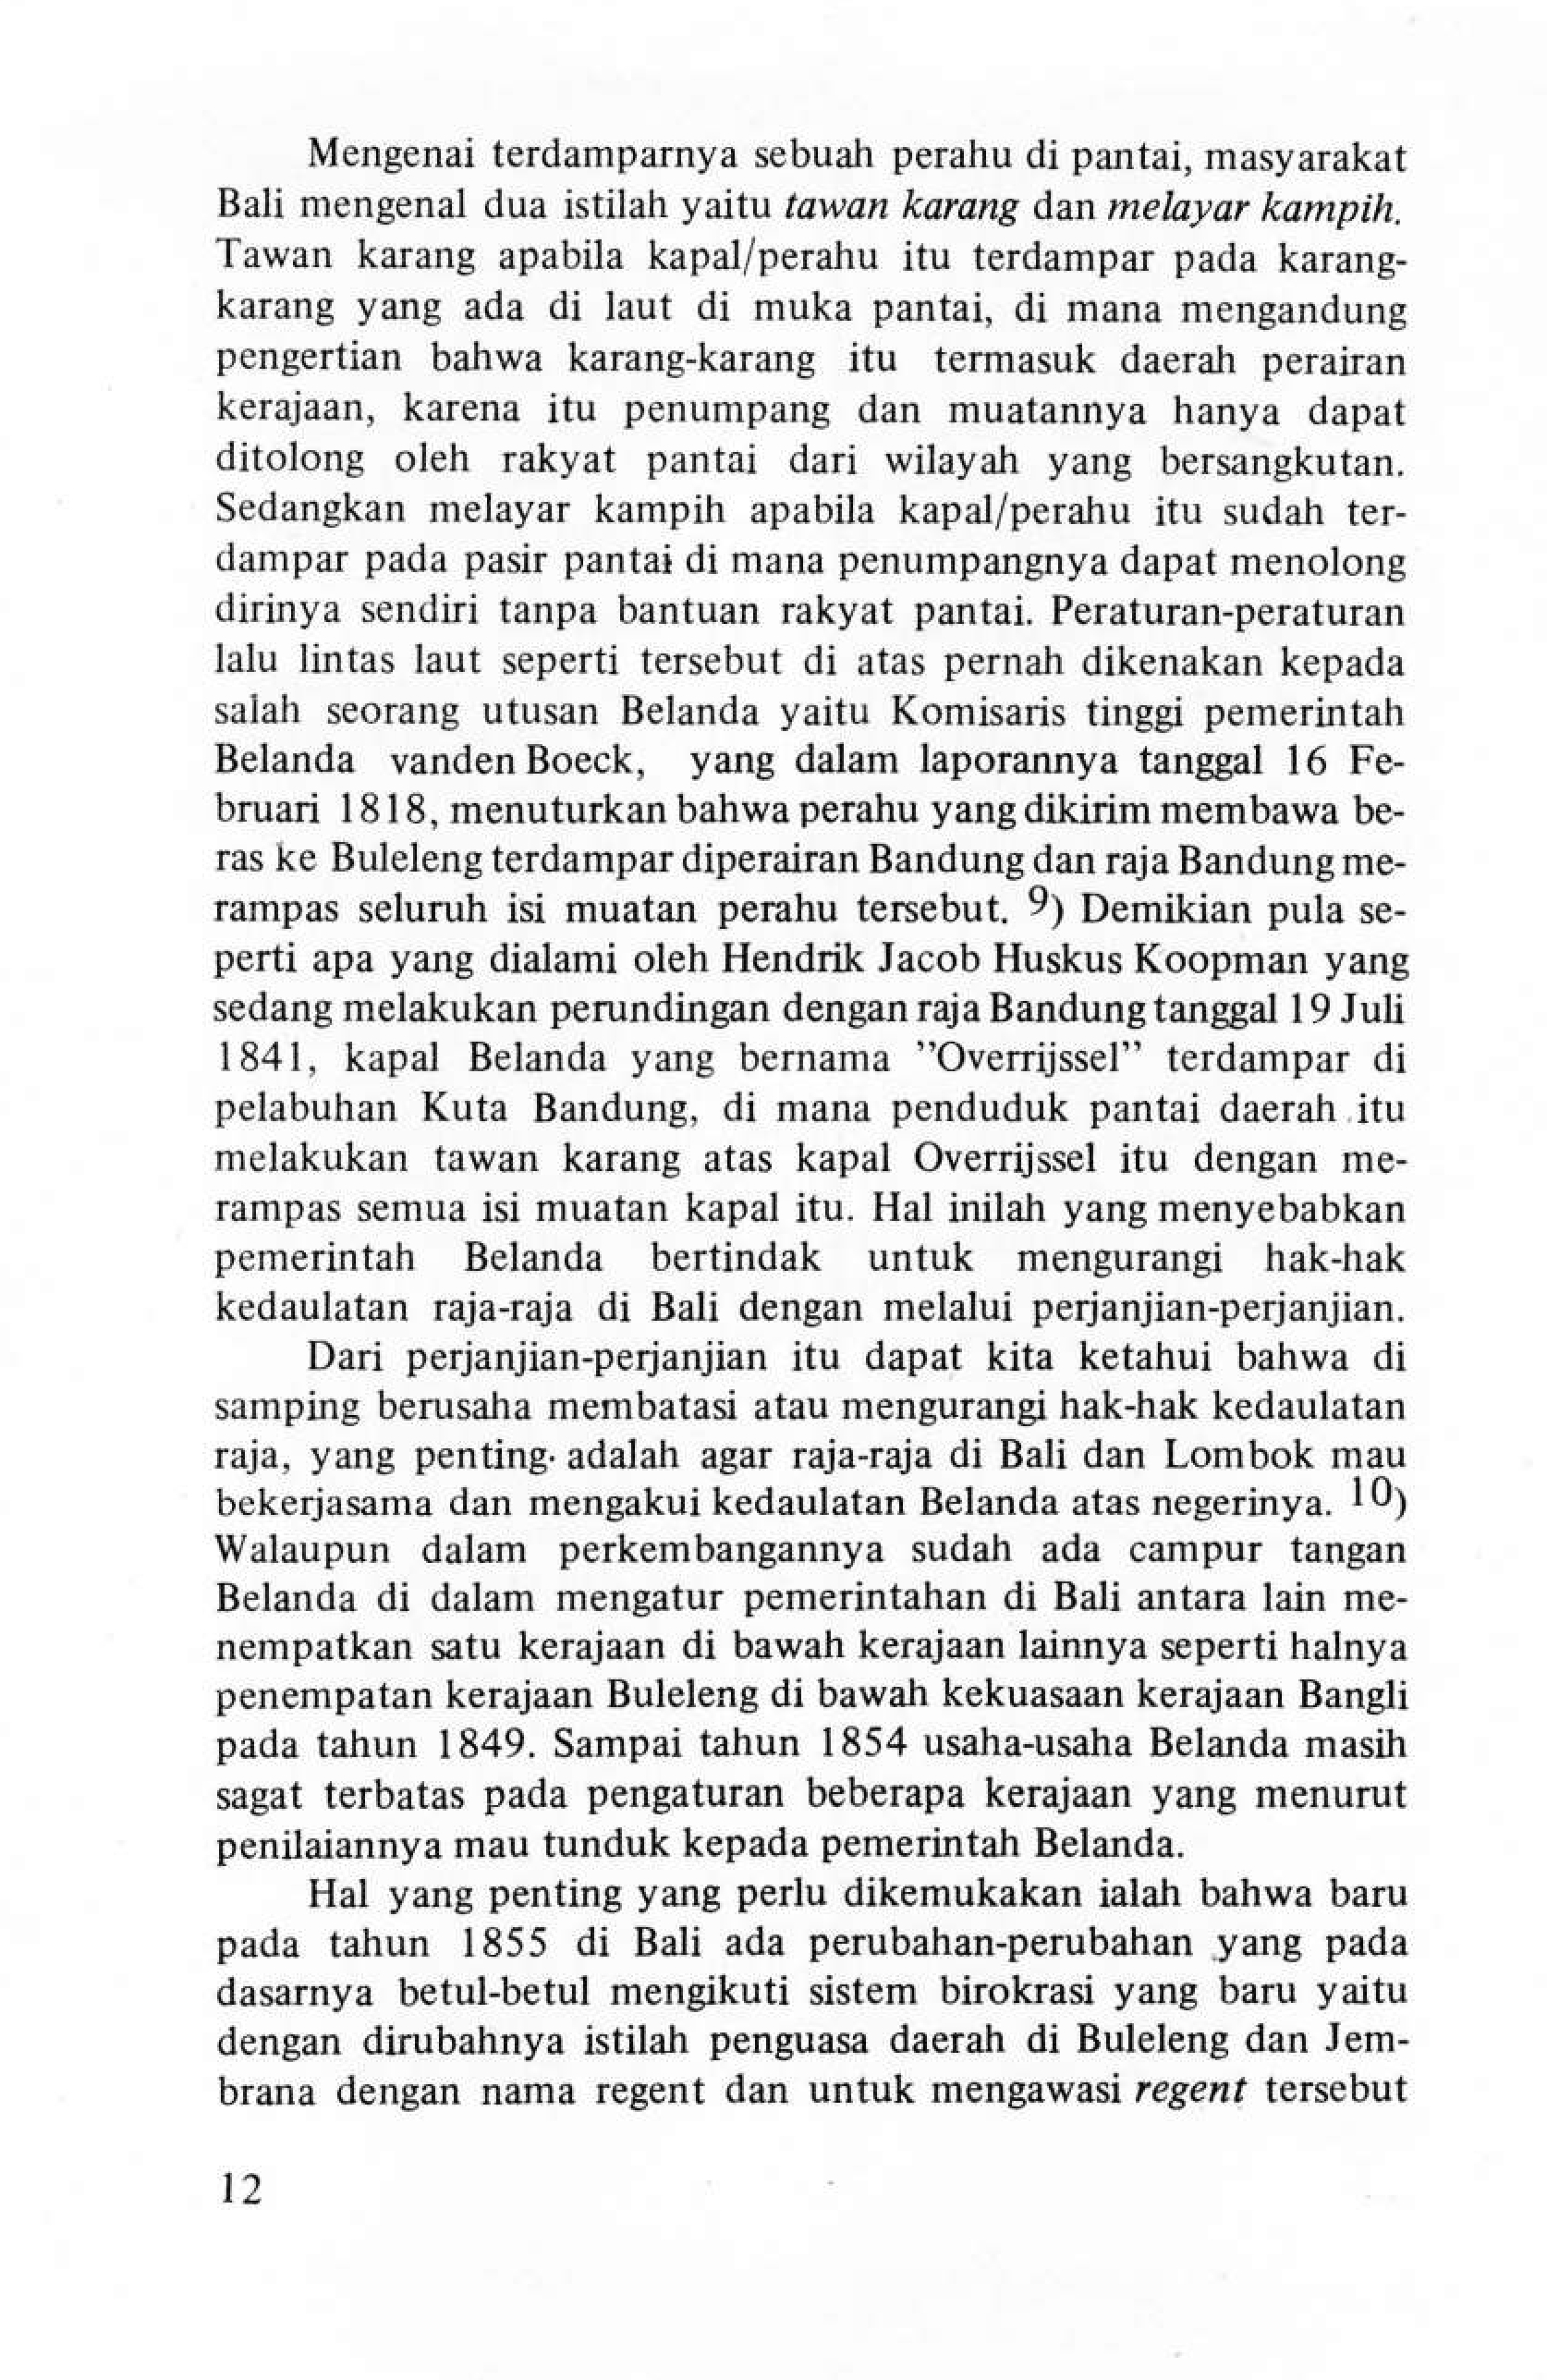 Mengenai terdamparnya sebuah perahu di pantai, masyarakat
Bali mengenal dua istilah yaitu tawan karang dan melayar kampih.
Tawan karang apabila kapal/perahu itu terdampar pada karang-
karang yang ada di laut di muka pantai, di mana mengandung
pengertian bahwa karang-karang itu termasuk daerah perairan
kerajaan, karena itu penumpang dan muatannya hanya dapat
ditolong oleh rakyat pantai dari wilayah yang bersangkutan.
Sedangkan melayar kampih apabila kapal/perahu itu sudah ter-
dampar pada pasir pantai di mana penumpangnya dapat menolong
dirinya sendiri tanpa bantuan rakyat pantai. Peraturan-peraturan
lalu lintas laut seperti tersebut di atas pernah dikenakan kepada
salah seorang utusan Belanda yaitu Komisaris tinggi pemerintah
Belanda vanden Boeck, yang dalam laporannya tanggal 16 Fe-
bruari 1818, menuturkan bahwa perahu yang dikirim membawa be-
ras ke Buleleng terdampar diperairan Bandung dan raja Bandung me-
rampas seluruh isi muatan perahu tersebut. 9) Demikian pula se-
perti apa yang dialami oleh Hendrik Jacob Huskus Koopman yang
sedang melakukan perundingan dengan raja Bandung tanggal 19 Juli
1841, kapal Belanda yang bernama ”Overrijssel” terdampar di
pelabuhan Kuta Bandung, di mana penduduk pantai daerah itu
melakukan tawan karang atas kapal Overrijssel itu dengan me-
rampas semua isi muatan kapal itu. Hal inilah yang menyebabkan
pemerintah Belanda bertindak untuk mengurangi hak-hak
kedaulatan raja-raja di Bali dengan melalui perjanjian-perjanjian.
Dari perjanjian-perjanjian itu dapat kita ketahui bahwa di
samping berusaha membatasi atau mengurangi hak-hak kedaulatan
raja, yang penting adalah agar raja-raja di Bali dan Lombok mau
bekerjasama dan mengakui kedaulatan Belanda atas negerinya. 10)
Walaupun dalam perkembangannya sudah ada campur tangan
Belanda di dalam mengatur pemerintahan di Bali antara lain me-
nempatkan satu kerajaan di bawah kerajaan lainnya seperti halnya
penempatan kerajaan Buleleng di bawah kekuasaan kerajaan Bangli
pada tahun 1849. Sampai tahun 1854 usaha-usaha Belanda masih
sagat terbatas pada pengaturan beberapa kerajaan yang menurut
penilaiannya mau tunduk kepada pemerintah Belanda.
Hal yang penting yang perlu dikemukakan ialah bahwa baru
pada tahun 1855 di Bali ada perubahan-perubahan yang pada
dasarnya betul-betul mengikuti sistem birokrasi yang baru yaitu
dengan dirubahnya istilah penguasa daerah di Buleleng dan Jem-
brana dengan nama regent dan untuk mengawasi regent tersebut
12